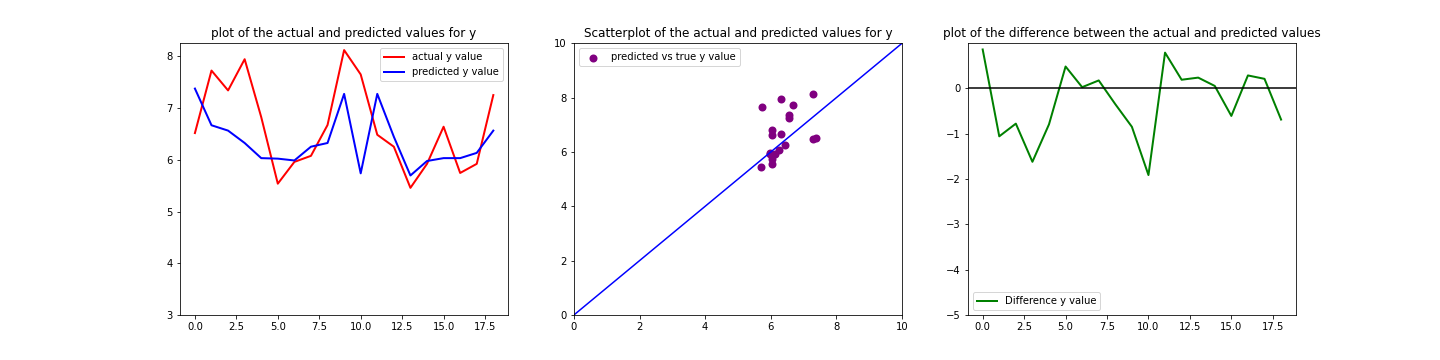 plot of the actual and predicted values for y
actual y value
predicted y value
8
7
6
5
4
3
0.0 2.5 5.0 7.5 10.0 12.5 15.0 17.5
Scatterplot of the actual and predicted values for y
predicted vs true y value
10
8
6
4
2
0
0 2 4 6 8 10
plot of the difference between the actual and predicted values
0
−1
−2
−3
−4
−5
Difference y value
0.0 2.5 5.0 7.5 10.0 12.5 15.0 17.5